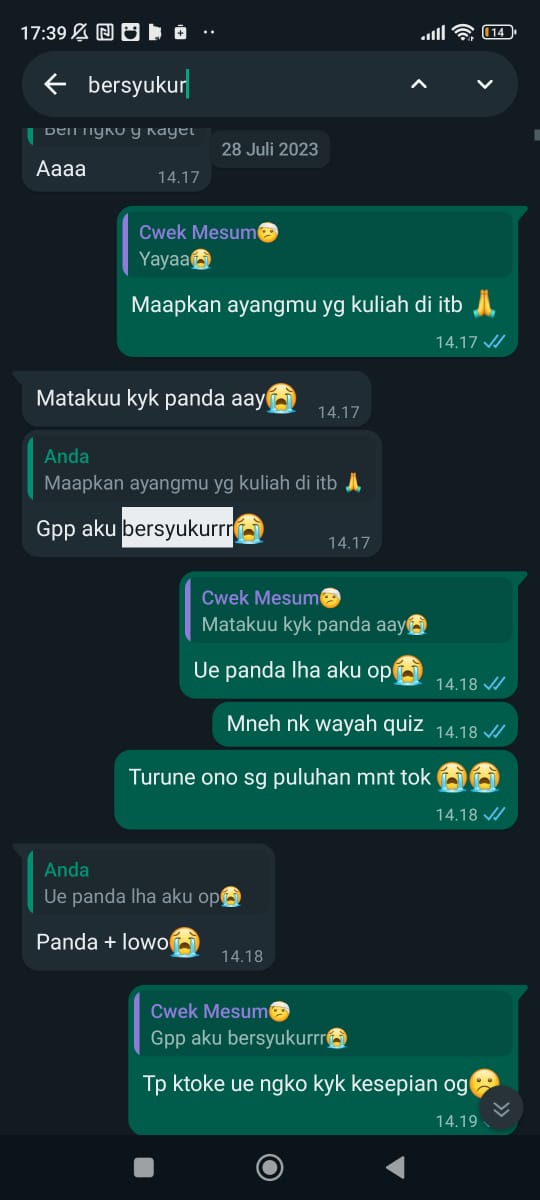 17:39
14
bersyukur
Ben ngko g kaget
28 Juli 2023
Aaaa
14.17
Cwek Mesum🤕
Yayaa😭
Maapkan ayangmu yg kuliah di itb 🙏
14.17
Matakuu kyk panda aay😭
14.17
Anda
Maapkan ayangmu yg kuliah di itb 🙏
Gpp aku bersyukurrr😭
14.17
Cwek Mesum🤕
Matakuu kyk panda aay😭
Ue panda lha aku op😭
14.18
Mneh nk wayah quiz
14.18
Turune ono sg puluhan mnt tok 😭😭
14.18
Anda
Ue panda lha aku op😭
Panda + lowo😭
14.18
Cwek Mesum🤕
Gpp aku bersyukurrr😭
Tp ktoke ue ngko kyk kesepian og🙁
14.19